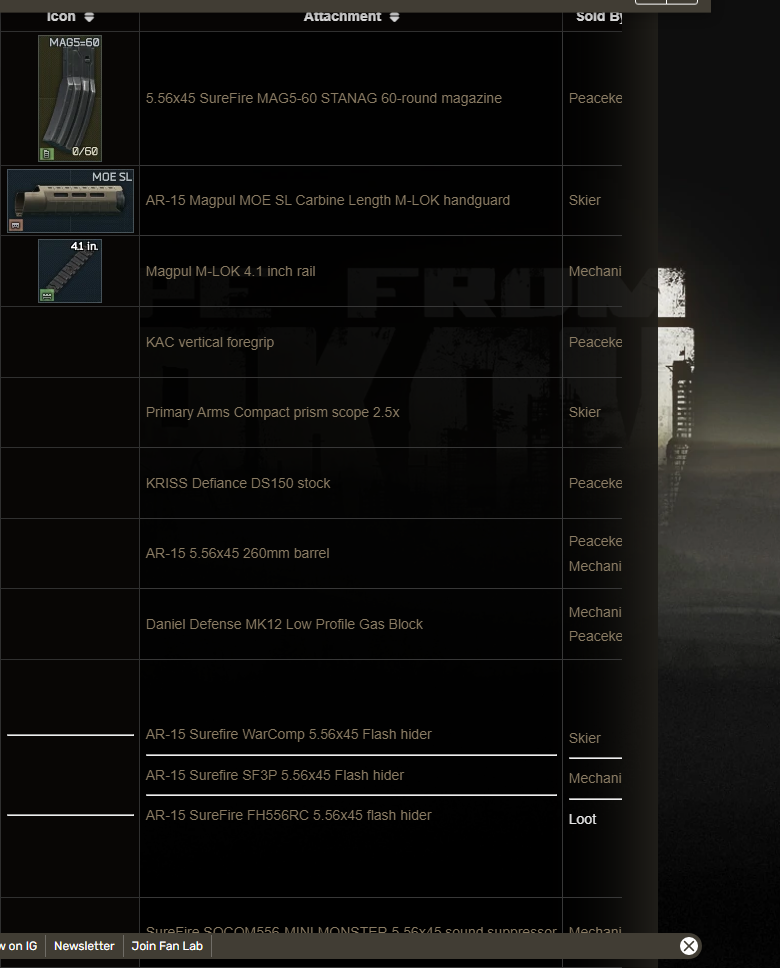 Icon Attachment Sold By
MAG5-60
0/60
5.56x45 SureFire MAG5-60 STANAG 60-round magazine
Peaceke
MOE SL
AR-15 Magpul MOE SL Carbine Length M-LOK handguard
Skier
4.1 in.
Magpul M-LOK 4.1 inch rail
Mechani
PE FROM
KAC vertical foregrip
Peaceke
Primary Arms Compact prism scope 2.5x
Skier
KRISS Defiance DS150 stock
Peaceke
AR-15 5.56x45 260mm barrel
Peaceke
Mechani
Daniel Defense MK12 Low Profile Gas Block
Mechani
Peaceke
AR-15 Surefire WarComp 5.56x45 Flash hider
Skier
AR-15 Surefire SF3P 5.56x45 Flash hider
Mechani
AR-15 SureFire FH556RC 5.56x45 flash hider
Loot
SureFire SOCOM556-MINI MONSTER 5.56x45 sound suppressor
Mechani
w on IG Newsletter Join Fan Lab